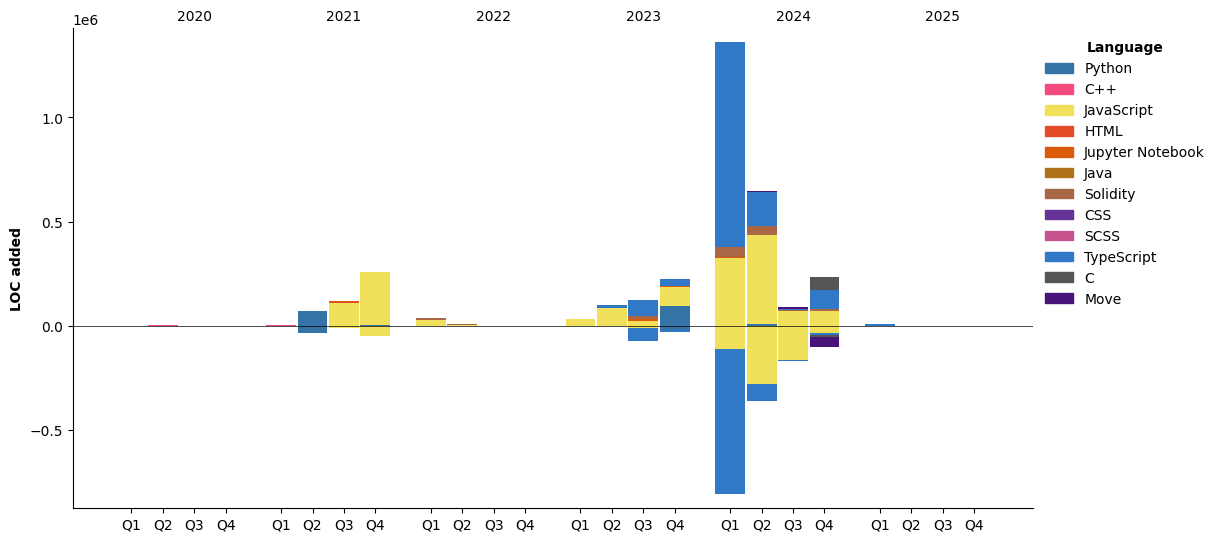 1e6
2020 2021 2022 2023 2024 2025
Language
Python
C++
JavaScript
HTML
Jupyter Notebook
Java
Solidity
CSS
SCSS
TypeScript
C
Move
LOC added
1.0
0.5
0.0
−0.5
Q1 Q2 Q3 Q4 Q1 Q2 Q3 Q4 Q1 Q2 Q3 Q4 Q1 Q2 Q3 Q4 Q1 Q2 Q3 Q4 Q1 Q2 Q3 Q4